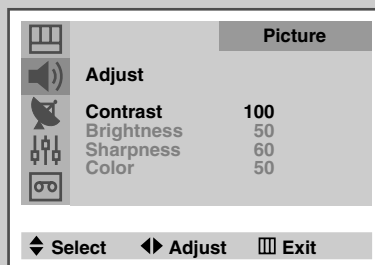 Picture
Adjust
Contrast 100
Brightness 50
Sharpness 60
Color 50
Select Adjust Exit